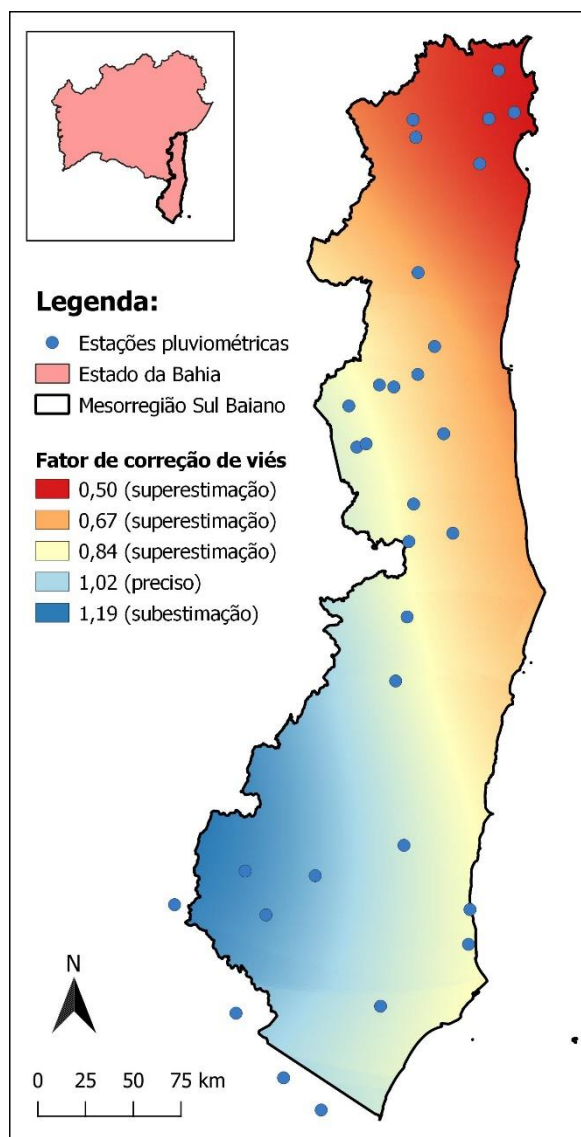 Legenda:
Estações pluviométricas
Estado da Bahia
Mesorregião Sul Baiano
Fator de correção de viés
0,50 (superestimação)
0,67 (superestimação)
0,84 (superestimação)
1,02 (preciso)
1,19 (subestimação)
N
0 25 50 75 km